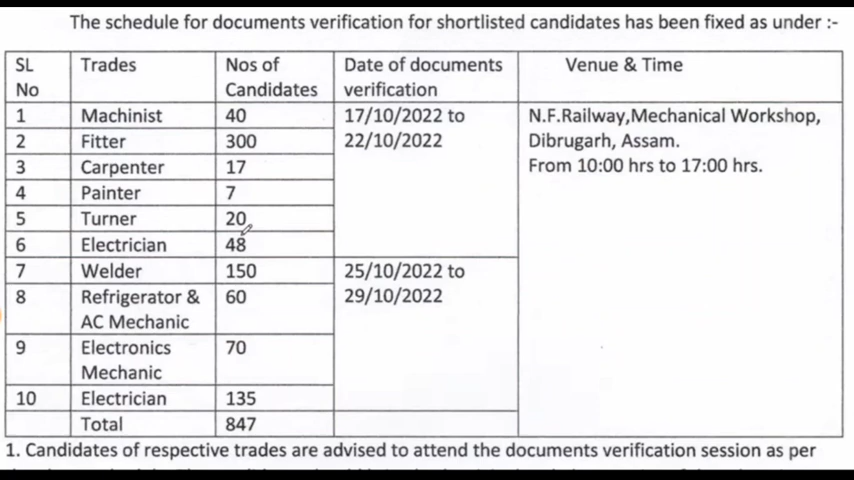 The schedule for documents verification for shortlisted candidates has been fixed as under :-
SL No Trades Nos of Candidates Date of documents verification Venue & Time
1 Machinist 40 17/10/2022 to 22/10/2022 N.F.Railway,Mechanical Workshop,
2 Fitter 300 Dibrugarh, Assam.
3 Carpenter 17 From 10:00 hrs to 17:00 hrs.
4 Painter 7
5 Turner 20
6 Electrician 48
7 Welder 150 25/10/2022 to 29/10/2022
8 Refrigerator & AC Mechanic 60
9 Electronics Mechanic 70
10 Electrician 135
Total 847
1. Candidates of respective trades are advised to attend the documents verification session as per